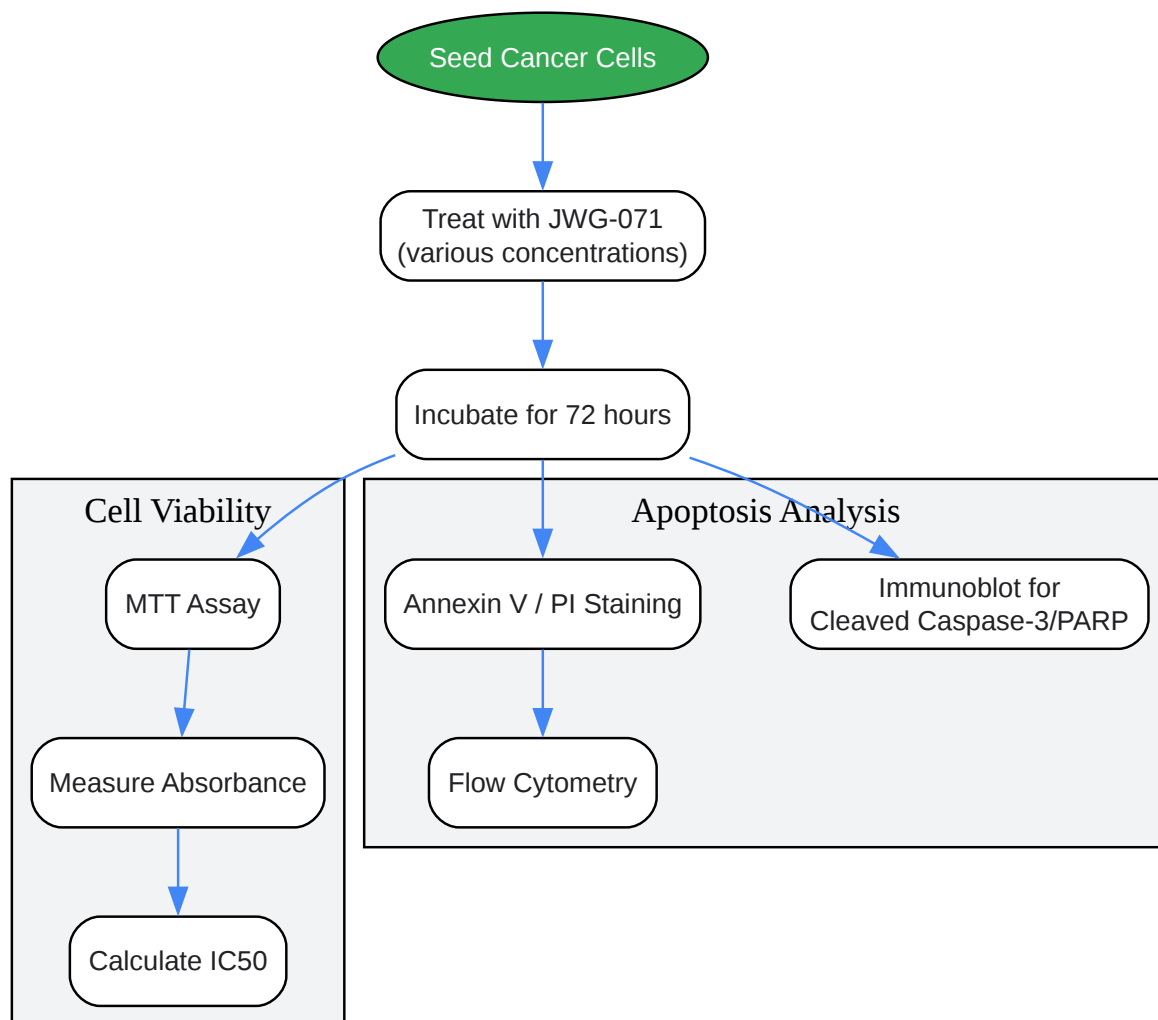 Seed Cancer Cells
Treat with JWG-071
(various concentrations)
Incubate for 72 hours
Cell Viability
MTT Assay
Measure Absorbance
Calculate IC50
Apoptosis Analysis
Annexin V / PI Staining
Flow Cytometry
Immunoblot for
Cleaved Caspase-3/PARP